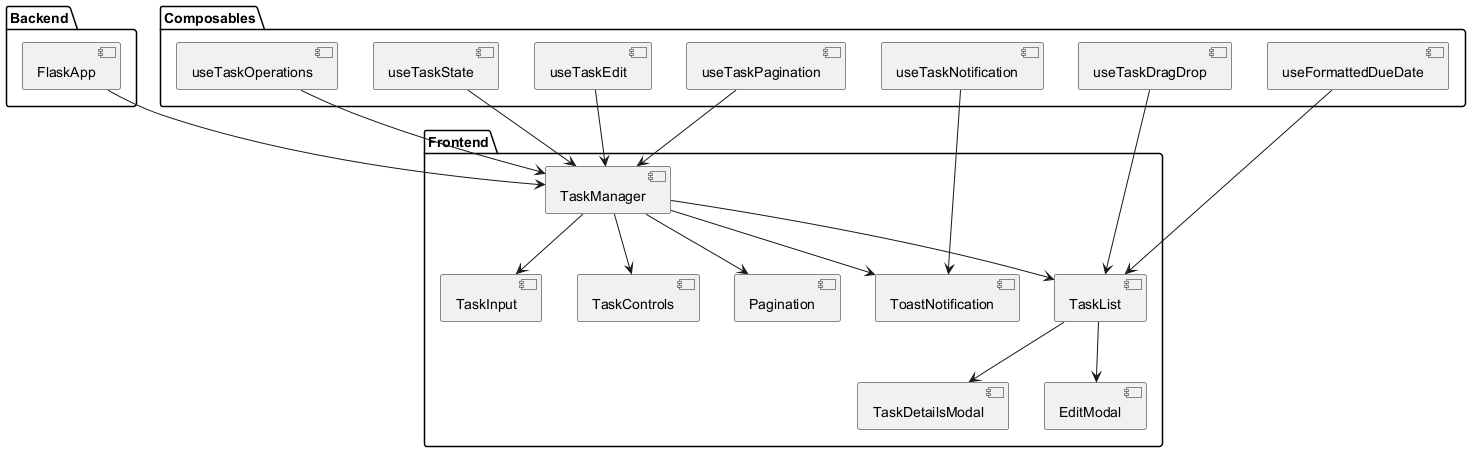 Backend
Composables
FlaskApp
useTaskOperations
useTaskState
useTaskEdit
useTaskPagination
useTaskNotification
useTaskDragDrop
useFormattedDueDate
Frontend
TaskManager
TaskInput
TaskControls
Pagination
ToastNotification
TaskList
TaskDetailsModal
EditModal